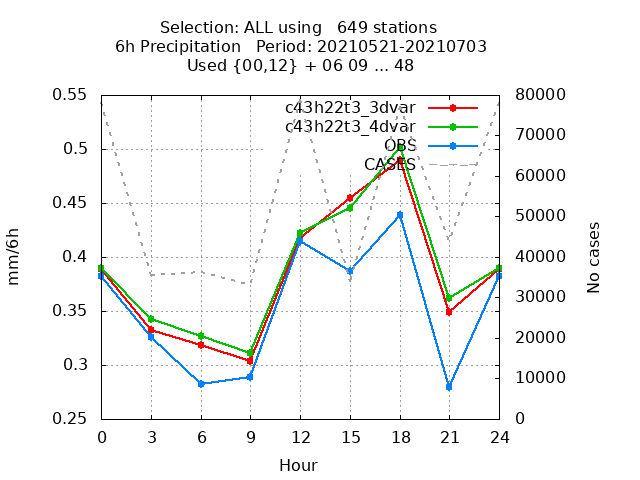 Selection: ALL using   649 stations
6h Precipitation   Period: 20210521-20210703
Used {00,12} + 06 09 ... 48
c43h22t3_3dvar
c43h22t3_4dvar
OBS
CASES
mm/6h
0.55
0.5
0.45
0.4
0.35
0.3
0.25
80000
70000
60000
50000
40000
30000
20000
10000
0
No cases
0 3 6 9 12 15 18 21 24
Hour